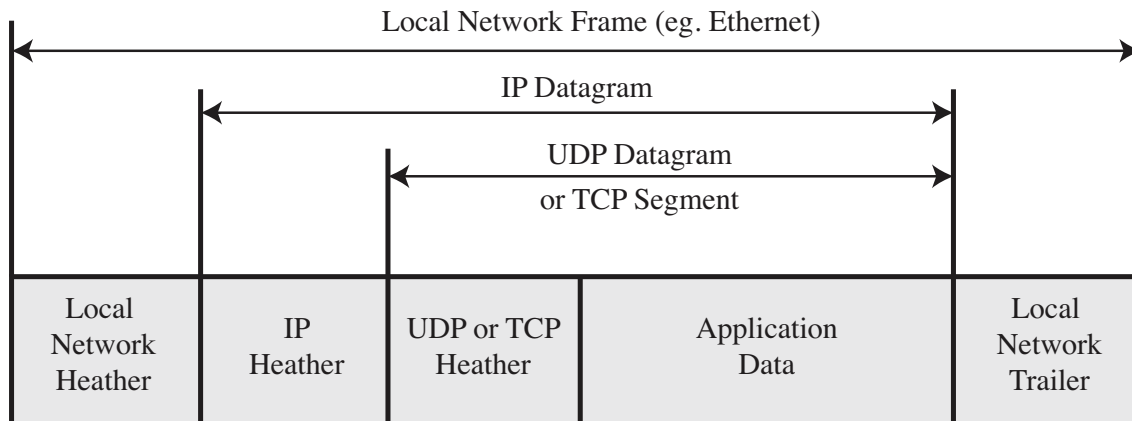 Local Network Frame (eg. Ethernet)
IP Datagram
UDP Datagram
or TCP Segment
Local
Network
Heather
IP
Heather
UDP or TCP
Heather
Application
Data
Local
Network
Trailer